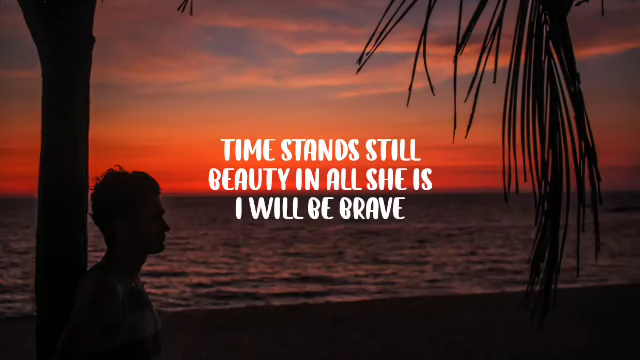 TIME STANDS STILL
BEAUTY IN ALL SHE IS
I WILL BE BRAVE